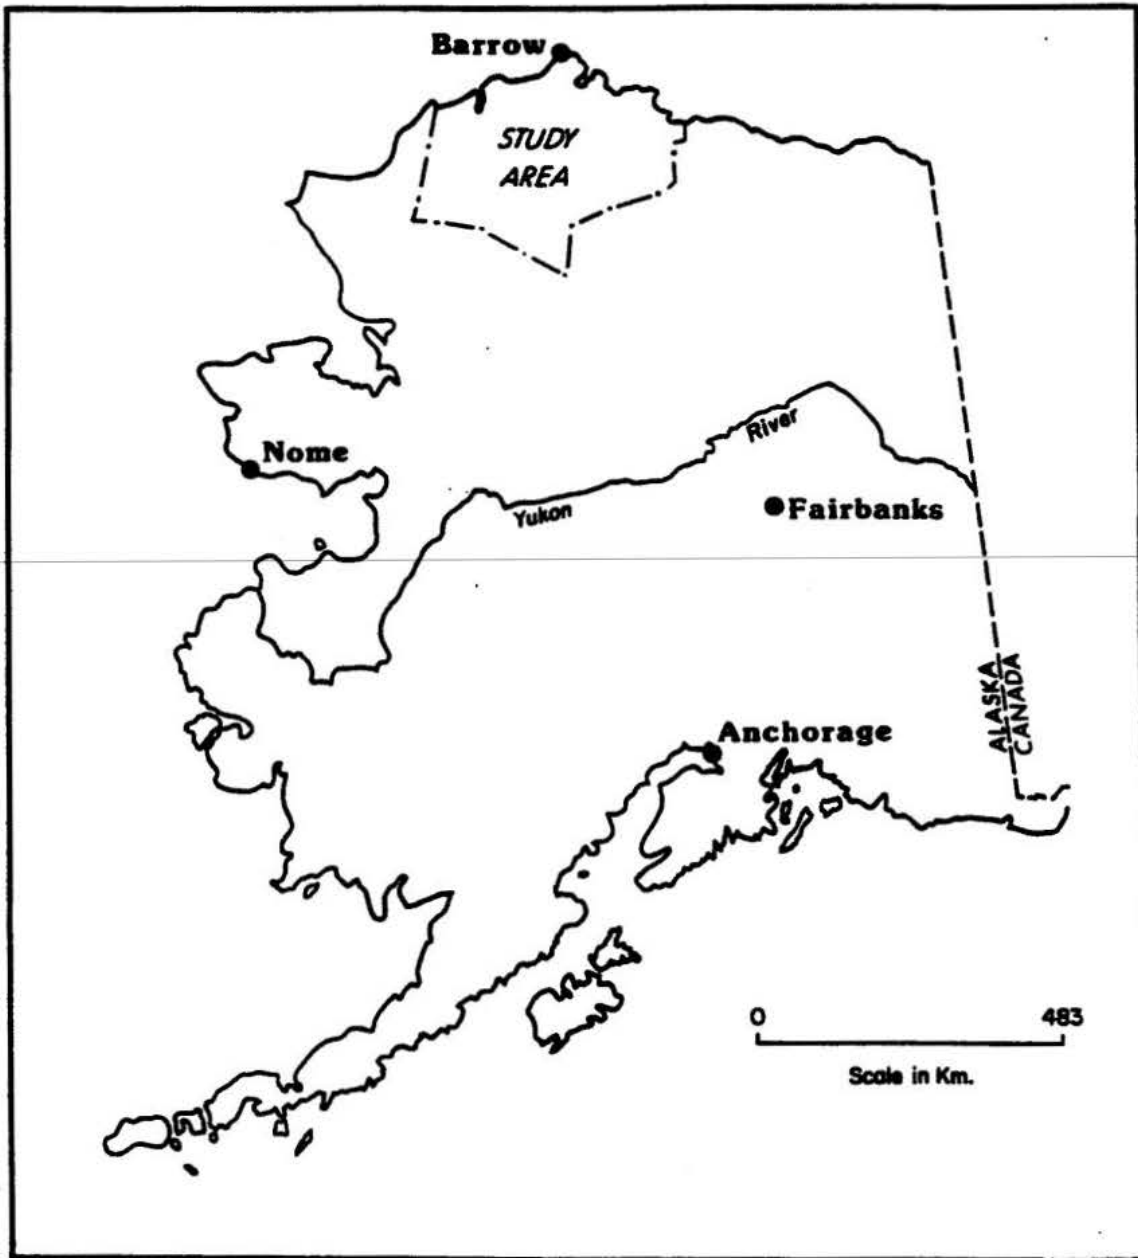 Barrow
STUDY
AREA
River
Nome
Yukon
Fairbanks
ALASKA
CANADA
Anchorage
0 483
Scale in Km.